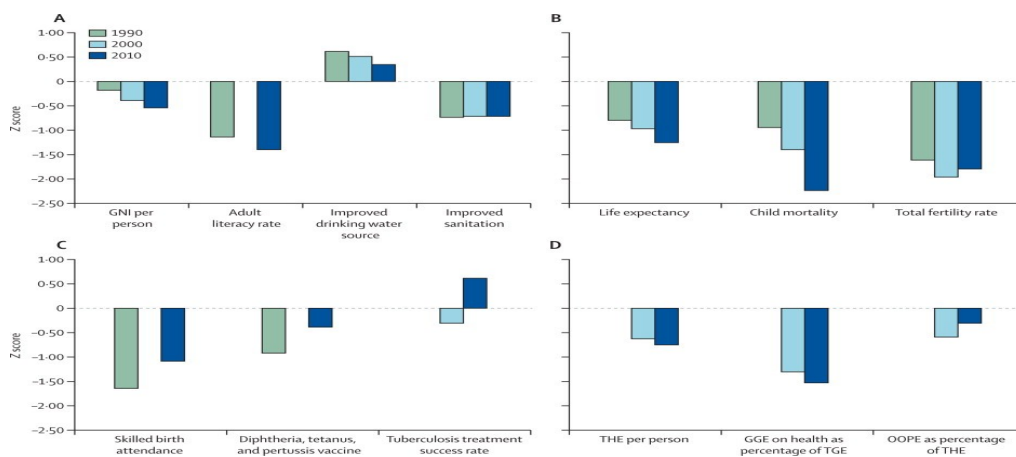 A
1990
2000
2010
Z score
1·00
0·50
0
–0·50
–1·00
–1·50
–2·00
–2·50
GNI per
person
Adult
literacy rate
Improved
drinking water
source
Improved
sanitation
B
Life expectancy
Child mortality
Total fertility rate
C
Z score
1·00
0·50
0
–0·50
–1·00
–1·50
–2·00
–2·50
Skilled birth
attendance
Diphtheria, tetanus,
and pertussis vaccine
Tuberculosis treatment
success rate
D
THE per person
GGE on health as
percentage of TGE
OOPE as percentage
of THE